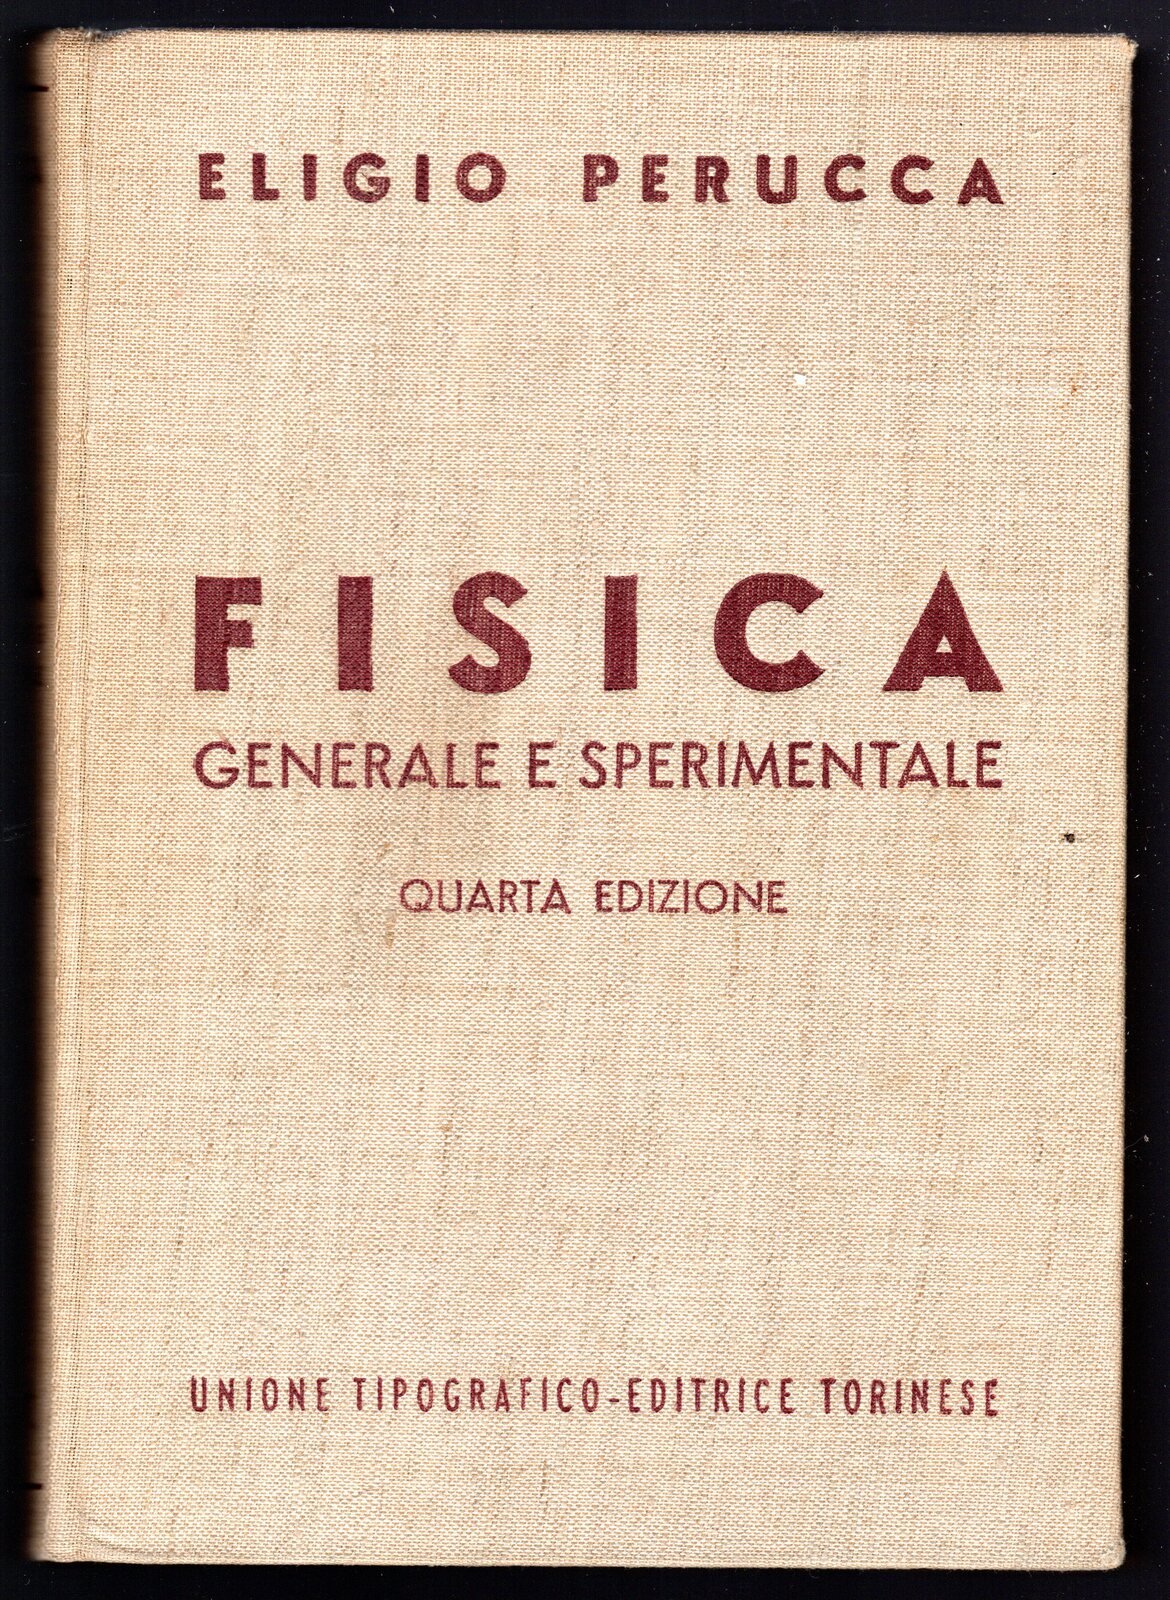 ELIGIO PERUCCA
FISICA
GENERALE E SPERIMENTALE
QUARTA EDIZIONE
UNIONE TIPOGRAFICO-EDITRICE TORINESE